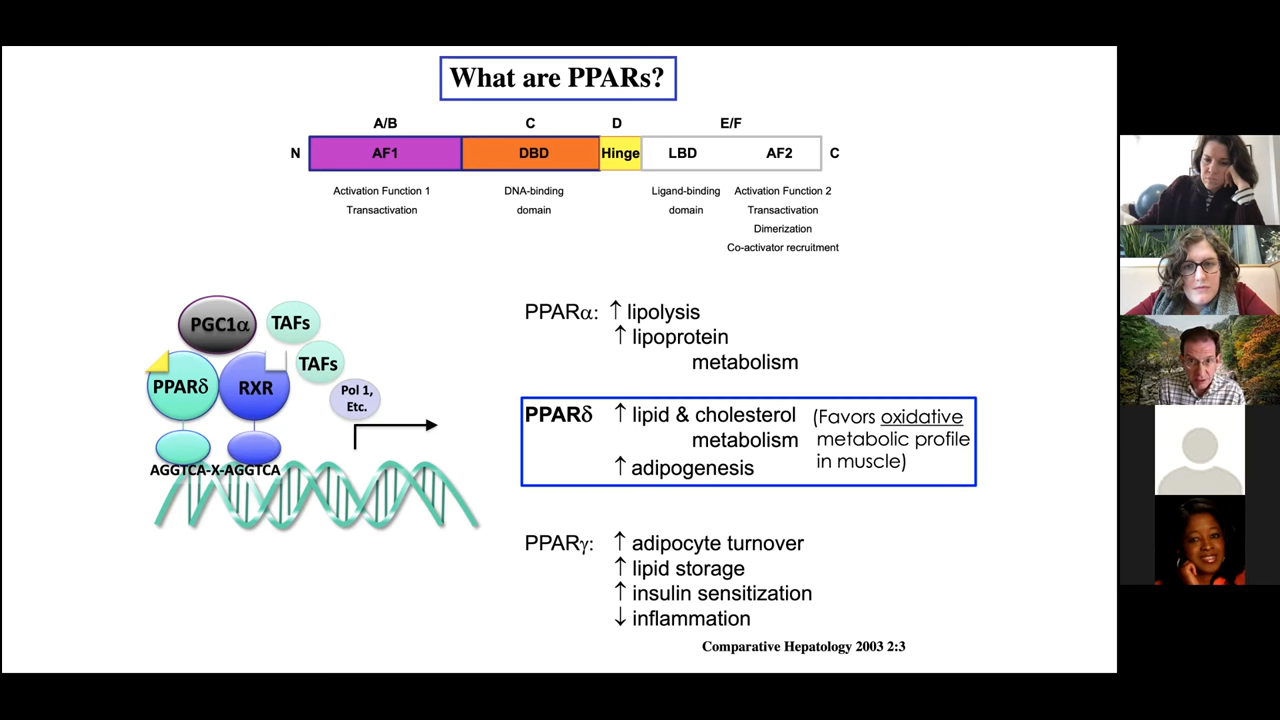 What are PPARs?
A/B C D E/F
N AF1 DBD Hinge LBD AF2 C
Activation Function 1
Transactivation
DNA-binding
domain
Ligand-binding
domain
Activation Function 2
Transactivation
Dimerization
Co-activator recruitment
PGC1α
TAFs
TAFs
PPARδ
RXR
Pol 1,
Etc.
AGGTCA-X-AGGTCA
PPARα: ↑ lipolysis
↑ lipoprotein
metabolism
PPARδ ↑ lipid & cholesterol
metabolism
↑ adipogenesis
(Favors oxidative
metabolic profile
in muscle)
PPARγ: ↑ adipocyte turnover
↑ lipid storage
↑ insulin sensitization
↓ inflammation
Comparative Hepatology 2003 2:3